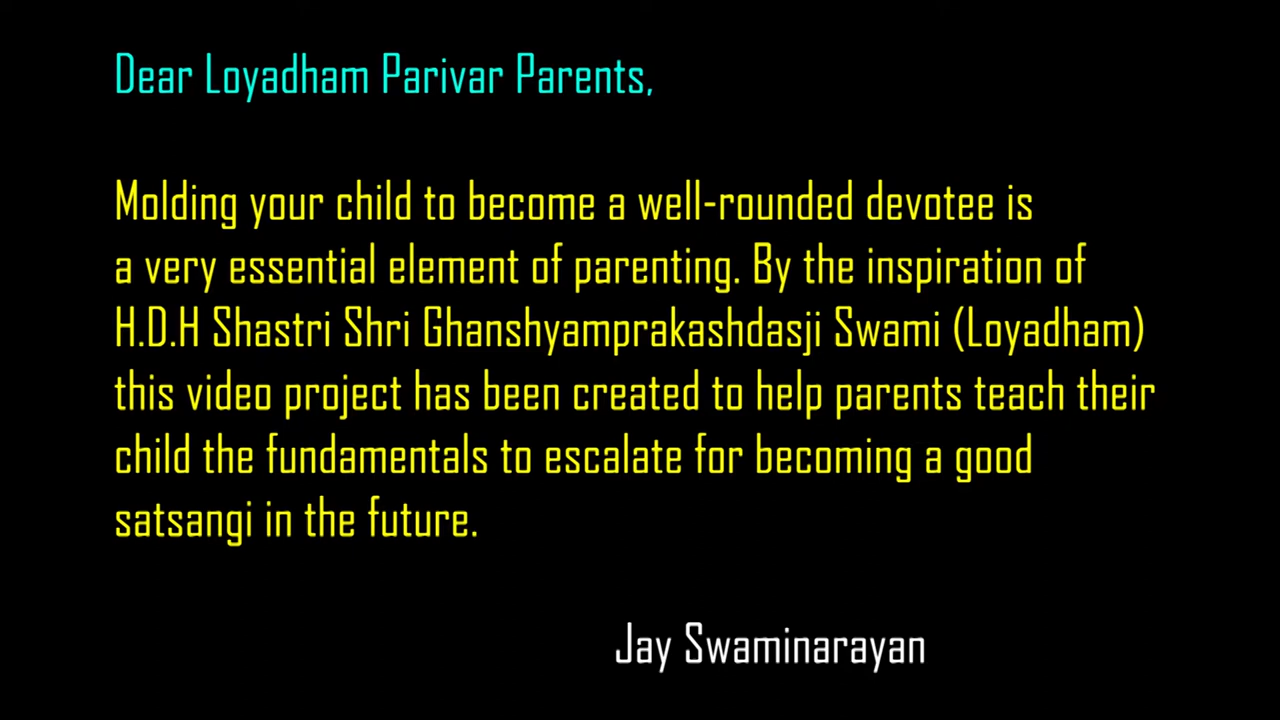 Dear Loyadham Parivar Parents,
Molding your child to become a well-rounded devotee is
a very essential element of parenting. By the inspiration of
H.D.H Shastri Shri Ghanshyamprakashdasji Swami (Loyadham)
this video project has been created to help parents teach their
child the fundamentals to escalate for becoming a good
satsangi in the future.
Jay Swaminarayan